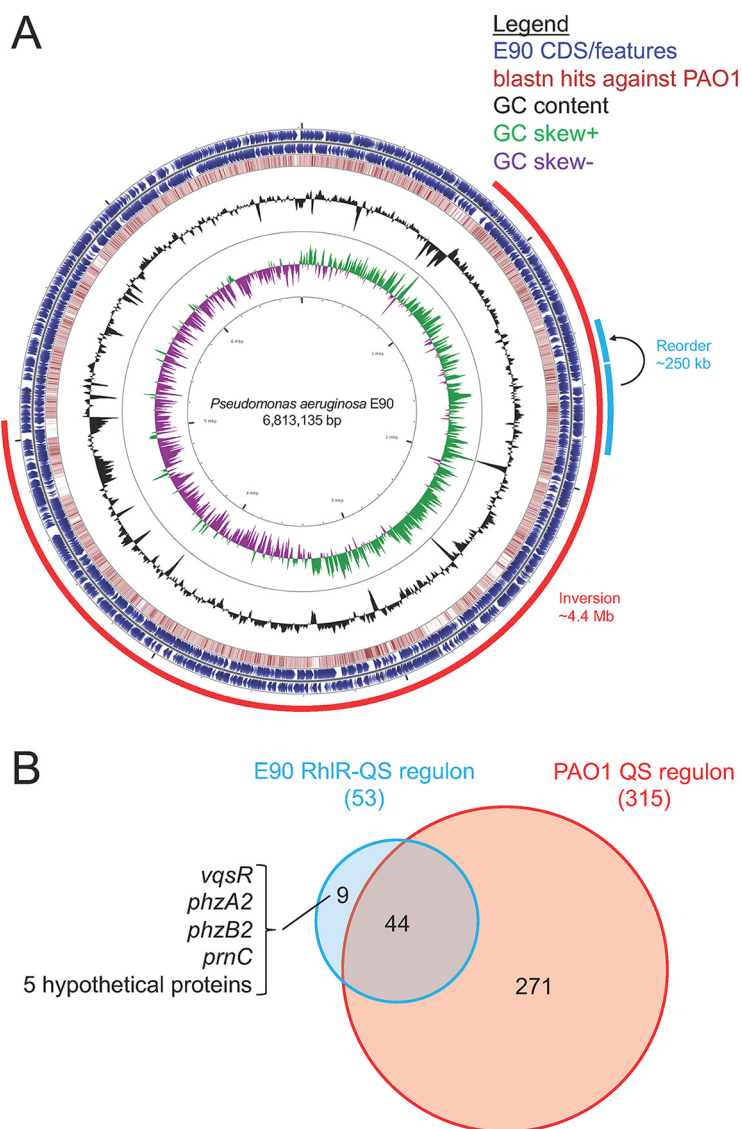 A
Legend
E90 CDS/features
blastn hits against PAO1
GC content
GC skew+
GC skew-
Reorder
~250 kb
6 mbp
1 mbp
Pseudomonas aeruginosa E90
6,813,135 bp
5 mbp
2 mbp
4 mbp
3 mbp
Inversion
~4.4 Mb
B
E90 RhlR-QS regulon
(53)
PAO1 QS regulon
(315)
vqsR
phzA2
phzB2
prnC
5 hypothetical proteins
9
44
271